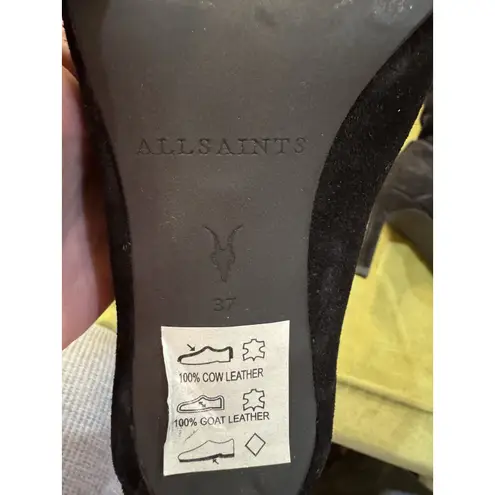 ALLSAINTS
37
100% COW LEATHER
100% GOAT LEATHER